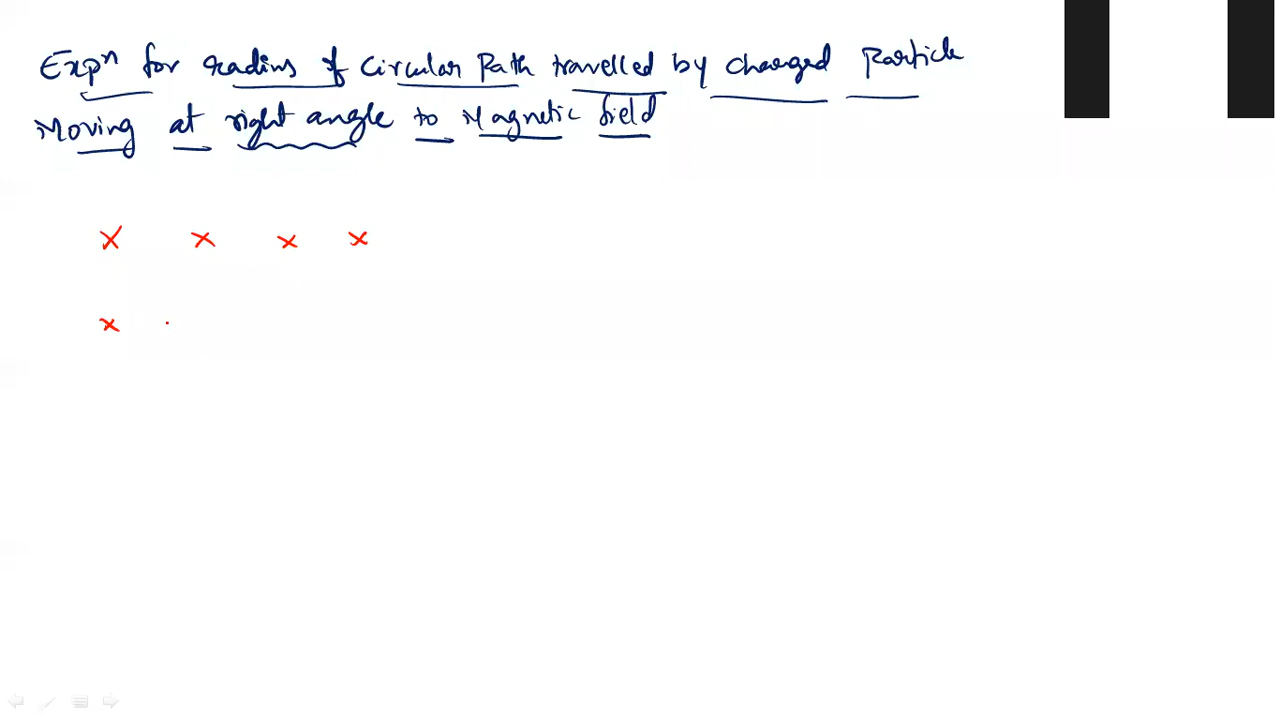 Expⁿ for radius of Circular Path travelled by charged Particle
Moving at right angle to Magnetic field
x x x x
x